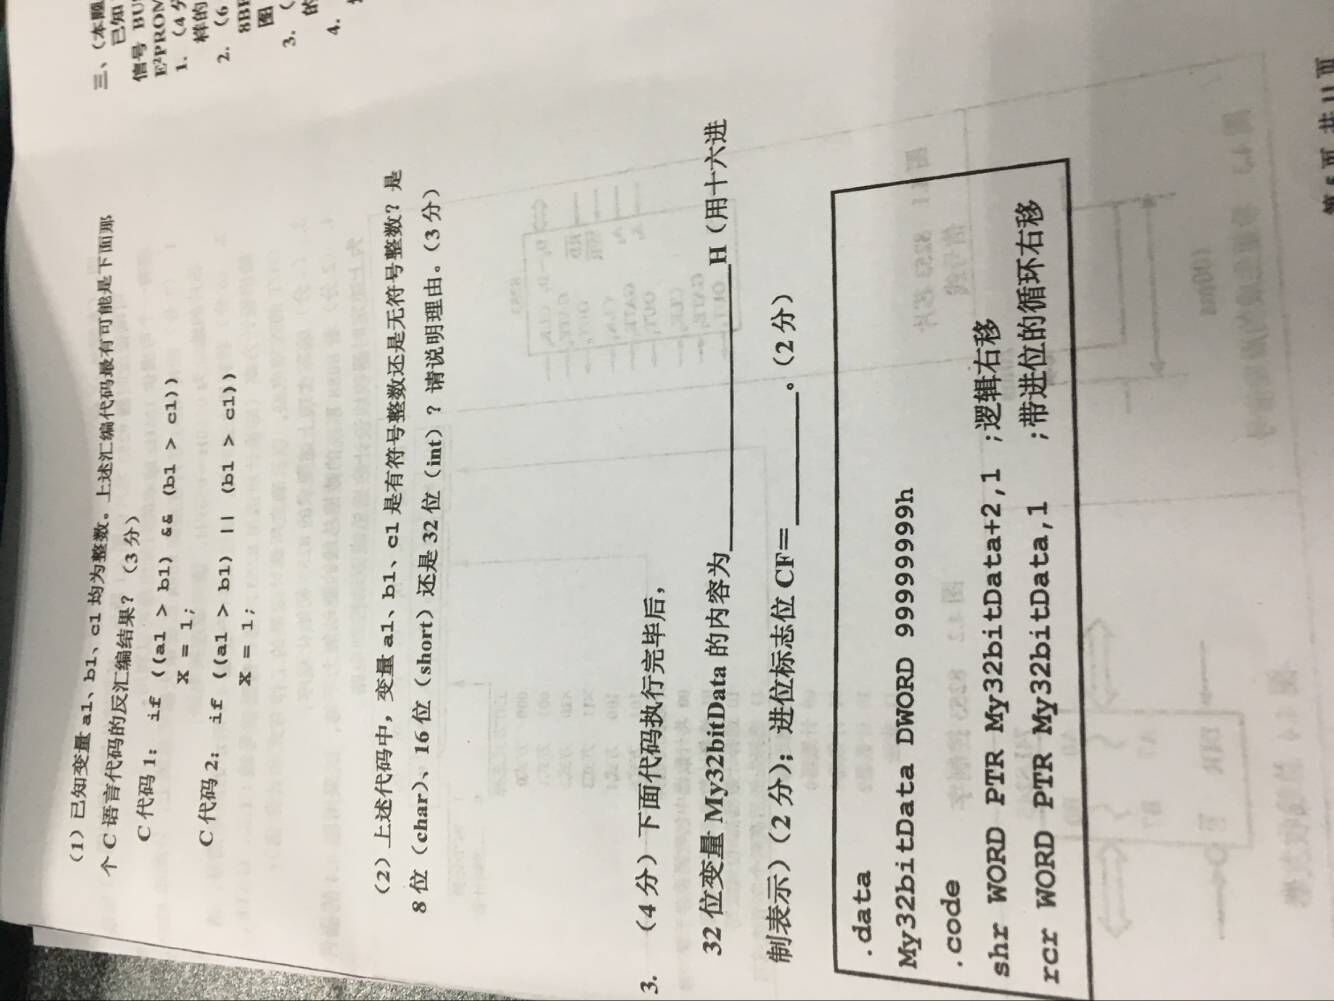 (1) 已知变量 a1、b1、c1 均为整数。上述汇编代码最有可能是下面那
个 C 语言代码的反汇编结果？（3 分）
C 代码 1： if ((a1 > b1) && (b1 > c1))
X = 1;
C 代码 2： if ((a1 > b1) || (b1 > c1))
X = 1;
(2) 上述代码中，变量 a1、b1、c1 是有符号整数还是无符号整数？是
8 位（char）、16 位（short）还是 32 位（int）？请说明理由。（3 分）
3. （4 分）下面代码执行完毕后，
32 位变量 My32bitData 的内容为____________H（用十六进
制表示）（2 分）；进位标志位 CF＝________。（2 分）
.data
My32bitData DWORD 99999999h
.code
shr WORD PTR My32bitData+2,1 ;逻辑右移
rcr WORD PTR My32bitData,1 ;带进位的循环右移
三、（本题
已知
信号 BU
E²PROM
1. （4 分
样的
2. （6
8BI
图
3. （
的
4.
第 5 页 共 11 页